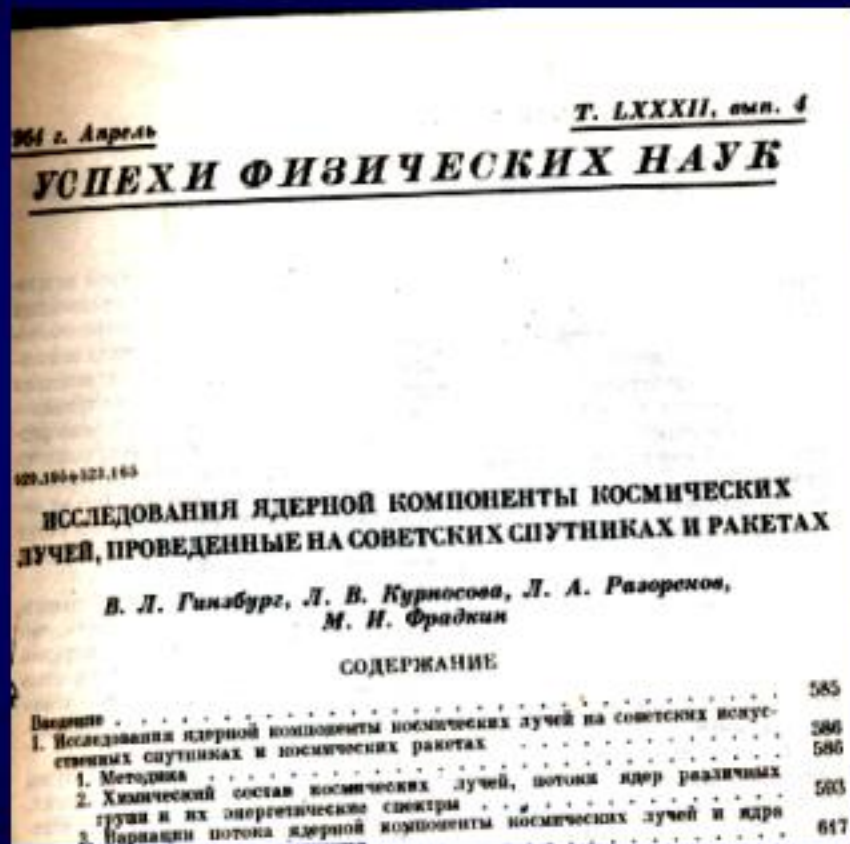 964 г. Апрель
Т. LXXXII, вып. 4
УСПЕХИ ФИЗИЧЕСКИХ НАУК
ИССЛЕДОВАНИЯ ЯДЕРНОЙ КОМПОНЕНТЫ КОСМИЧЕСКИХ
ЛУЧЕЙ, ПРОВЕДЕННЫЕ НА СОВЕТСКИХ СПУТНИКАХ И РАКЕТАХ
В. Л. Гинзбург, Л. В. Курносова, Л. А. Разоренов,
М. И. Фрадкин
СОДЕРЖАНИЕ
Введение . . . 585
I. Исследования ядерной компоненты космических лучей на советских искус-
ственных спутниках и космических ракетах . . . 586
1. Методика . . . 586
2. Химический состав космических лучей, потоки ядер различных
групп и их энергетические спектры . . . 593
3. Вариации потока ядерной компоненты космических лучей и ядра
617